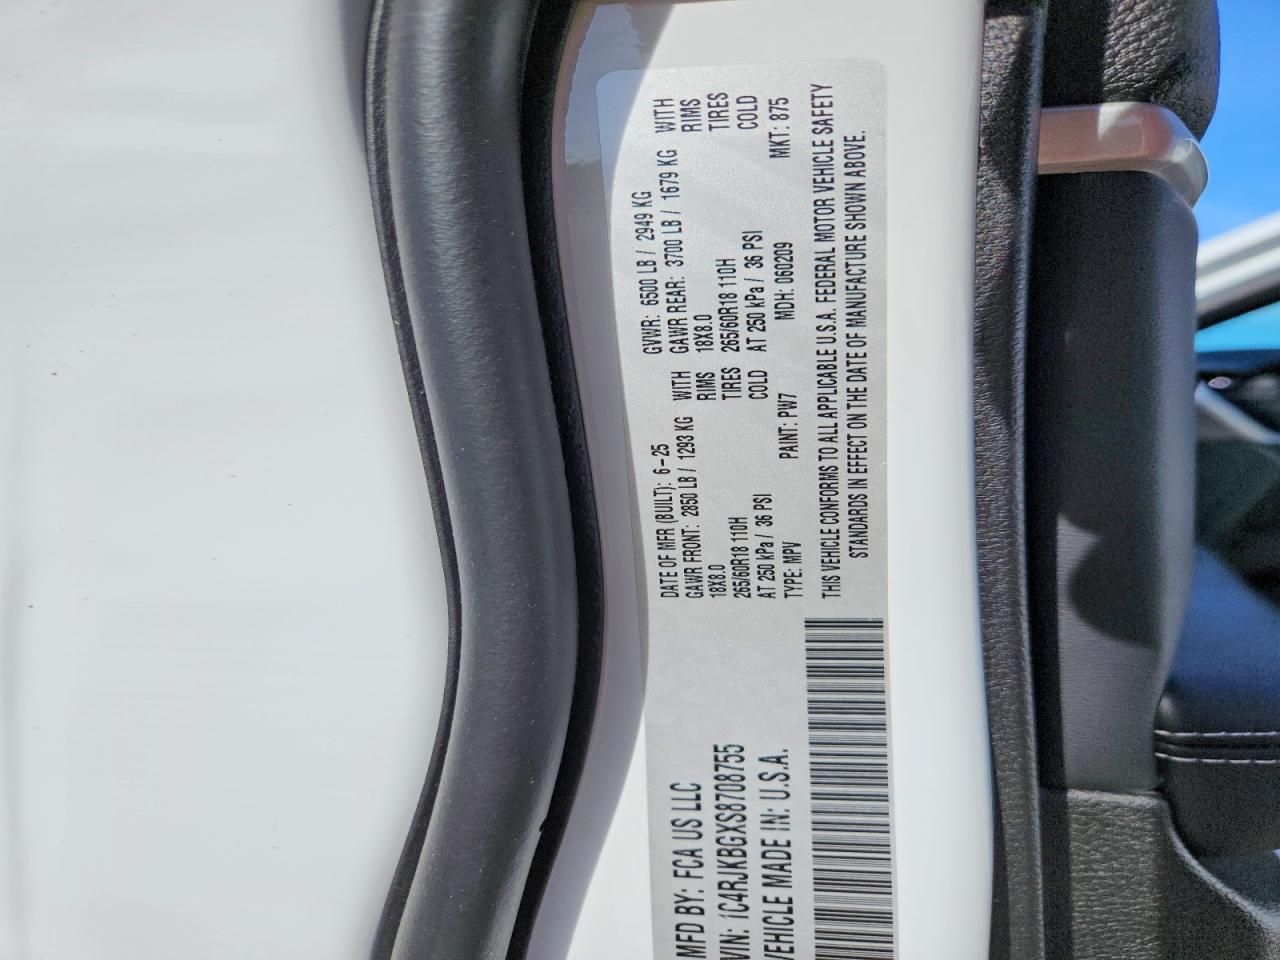 MFD BY: FCA US LLC
VIN: 1C4RJKBGXS8708755
VEHICLE MADE IN: U.S.A.
DATE OF MFR (BUILT): 6-25 GVWR: 6500 LB / 2949 KG
GAWR FRONT: 2850 LB / 1293 KG WITH GAWR REAR: 3700 LB / 1679 KG WITH
18X8.0 RIMS 18X8.0 RIMS
265/60R18 110H TIRES 265/60R18 110H TIRES
AT 250 kPa / 36 PSI COLD AT 250 kPa / 36 PSI COLD
TYPE: MPV PAINT: PW7 MDH: 060209 MKT: 875
THIS VEHICLE CONFORMS TO ALL APPLICABLE U.S.A. FEDERAL MOTOR VEHICLE SAFETY
STANDARDS IN EFFECT ON THE DATE OF MANUFACTURE SHOWN ABOVE.